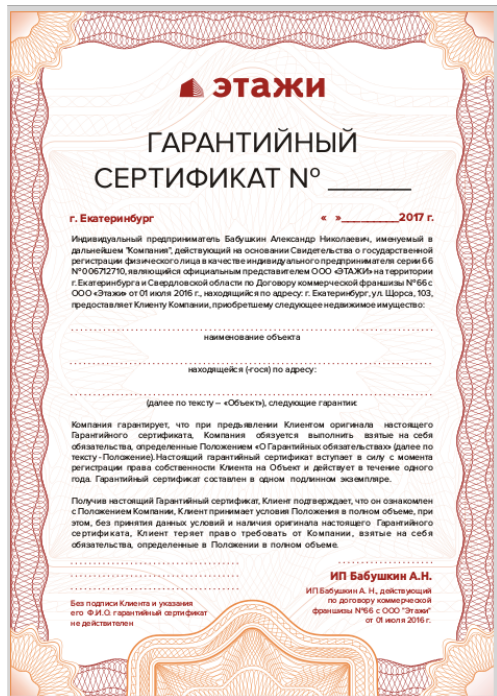 этажи
ГАРАНТИЙНЫЙ
СЕРТИФИКАТ № _______
г. Екатеринбург
« »__________2017 г.
Индивидуальный предприниматель Бабушкин Александр Николаевич, именуемый в
дальнейшем "Компания", действующий на основании Свидетельства о государственной
регистрации физического лица в качестве индивидуального предпринимателя серии 66
№006712710, являющийся официальным представителем ООО «ЭТАЖИ» на территории
г.Екатеринбурга и Свердловской области по Договору коммерческой франшизы №66 с
ООО «Этажи» от 01 июля 2016 г., находящийся по адресу: г. Екатеринбург, ул. Щорса, 103,
предоставляет Клиенту Компании, приобретшему следующее недвижимое имущество:
наименование объекта
находящейся (-гося) по адресу:
(далее по тексту – «Объект»), следующие гарантии:
Компания гарантирует, что при предъявлении Клиентом оригинала настоящего
Гарантийного сертификата, Компания обязуется выполнить взятые на себя
обязательства, определенные Положением «О Гарантийных обязательствах» (далее по
тексту - Положение). Настоящий гарантийный сертификат вступает в силу с момента
регистрации права собственности Клиента на Объект и действует в течение одного
года. Гарантийный сертификат составлен в одном подлинном экземпляре.
Получив настоящий Гарантийный сертификат, Клиент подтверждает, что он ознакомлен
с Положением Компании, Клиент принимает условия Положения в полном объеме, при
этом, без принятия данных условий и наличия оригинала настоящего Гарантийного
сертификата, Клиент теряет право требовать от Компании, взятые на себя
обязательства, определенные в Положении в полном объеме.
Без подписи Клиента и указания
его Ф.И.О. гарантийный сертификат
не действителен
ИП Бабушкин А.Н.
ИП Бабушкин А. Н., действующий
по договору коммерческой
франшизы №66 с ООО "Этажи"
от 01 июля 2016 г.